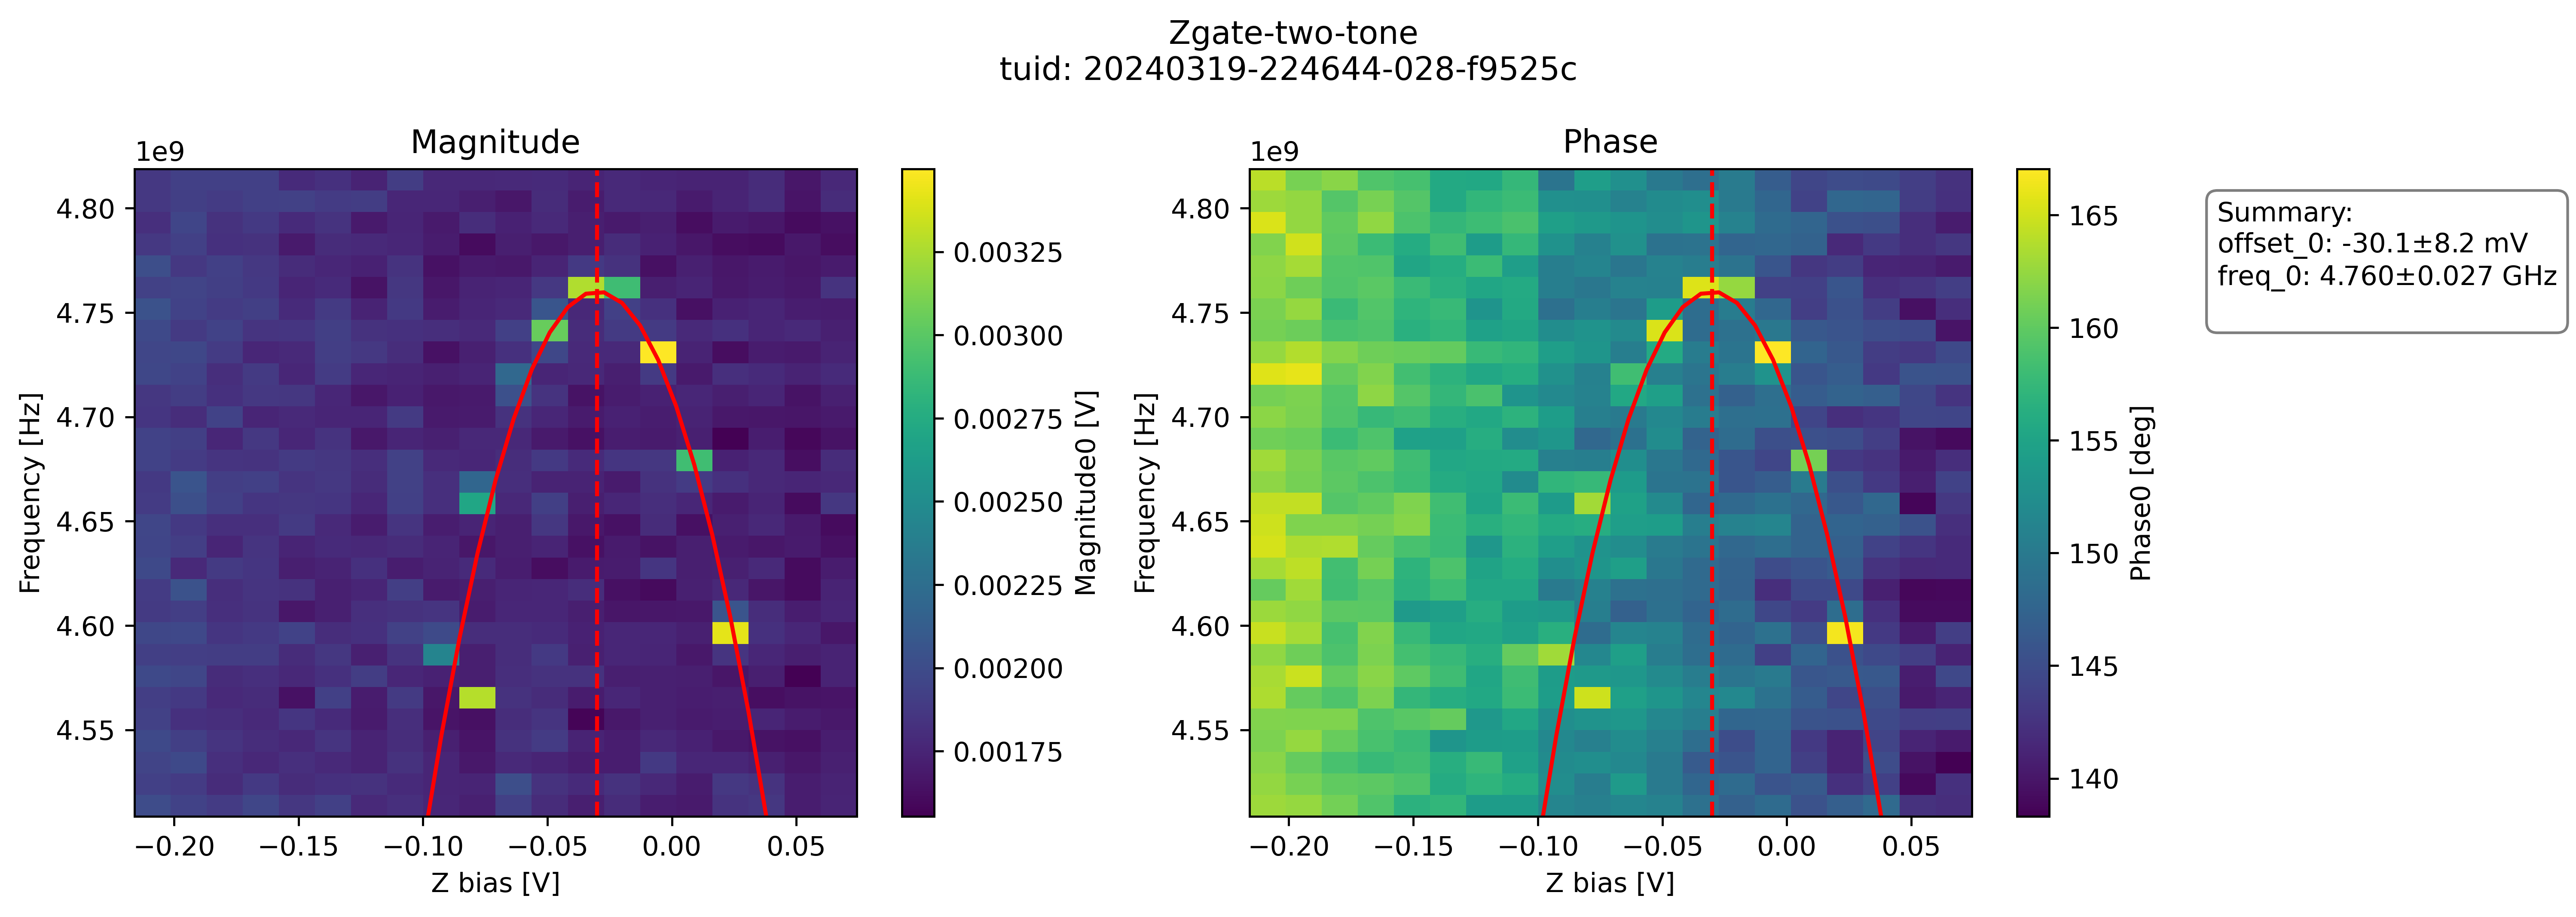 Zgate-two-tone
tuid: 20240319-224644-028-f9525c
Magnitude
1e9
4.80
4.75
4.70
4.65
4.60
4.55
Frequency [Hz]
−0.20 −0.15 −0.10 −0.05 0.00 0.05
Z bias [V]
0.00325
0.00300
0.00275
0.00250
0.00225
0.00200
0.00175
Magnitude0 [V]
Phase
1e9
4.80
4.75
4.70
4.65
4.60
4.55
Frequency [Hz]
−0.20 −0.15 −0.10 −0.05 0.00 0.05
Z bias [V]
165
160
155
150
145
140
Phase0 [deg]
Summary:
offset_0: -30.1±8.2 mV
freq_0: 4.760±0.027 GHz